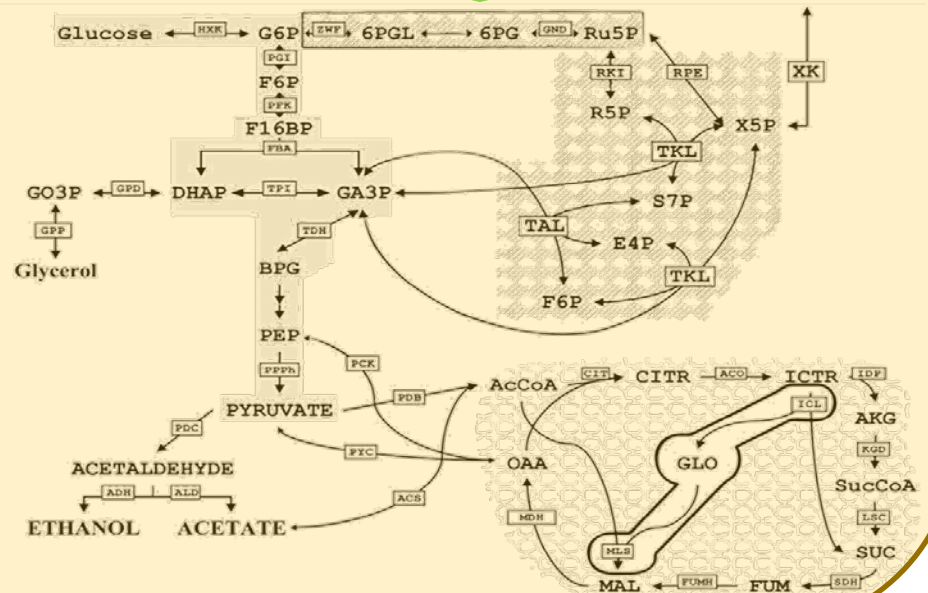 Glucose HXK G6P ZWF 6PGL 6PG GND Ru5P
PGI
F6P
RKI RPE XK
PFK
R5P
F16BP X5P
FBA
TKL
GO3P GPD DHAP TPI GA3P
S7P
GPP TDH TAL
E4P
Glycerol BPG
TKL
F6P
PEP
PCK
PPPh CIT CITR ACO ICTR IDP
AcCoA
PDB ICL
PYRUVATE AKG
PDC PYC KGD
ACETALDEHYDE OAA GLO
SucCoA
ADH ALD ACS
MDH LSC
ETHANOL ACETATE
MLS SUC
MAL FUMH FUM SDH